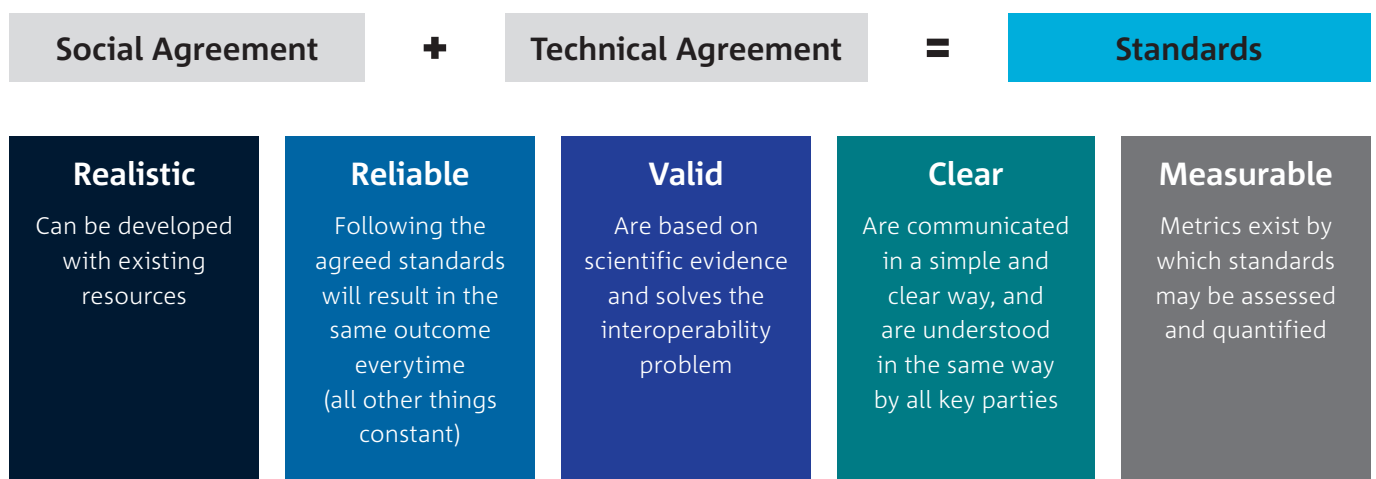 Social Agreement + Technical Agreement = Standards
Realistic
Can be developed
with existing
resources
Reliable
Following the
agreed standards
will result in the
same outcome
everytime
(all other things
constant)
Valid
Are based on
scientific evidence
and solves the
interoperability
problem
Clear
Are communicated
in a simple and
clear way, and
are understood
in the same way
by all key parties
Measurable
Metrics exist by
which standards
may be assessed
and quantified